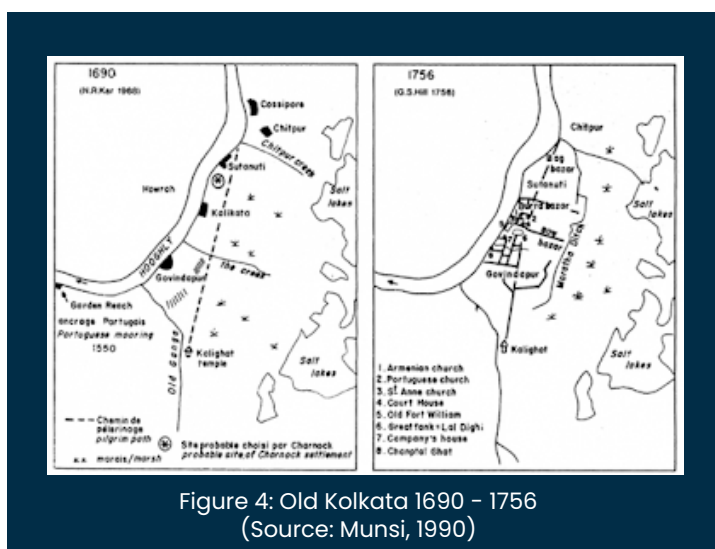 1690
(N.R.Kar 1968)
Cossipore
Chitpur
Chitpur creek
Sutanuti
Howrah
Salt
lakes
Kalikata
HOOGHLY
The creek
Govindapur
Garden Reach
ancrage Portugais
Portuguese mooring
1550
Old Ganga
Kalighat
temple
Salt
lakes
Chemin de
pélerinage
pilgrim path
Site probable choisi par Charnock
probable site of Charnock settlement
marais/marsh
1756
(G.S.Hill 1756)
Chitpur
Bag
bazar
Sutanuti
Burra bazar
Salt
lakes
bazar
Maratha Ditch
Govindapur
Kalighat
Salt
lakes
1. Armenian church
2. Portuguese church
3. St Anne church
4. Court House
5. Old Fort William
6. Great tank = Lal Dighi
7. Company's house
8. Chanpal Ghat
Figure 4: Old Kolkata 1690 - 1756
(Source: Munsi, 1990)